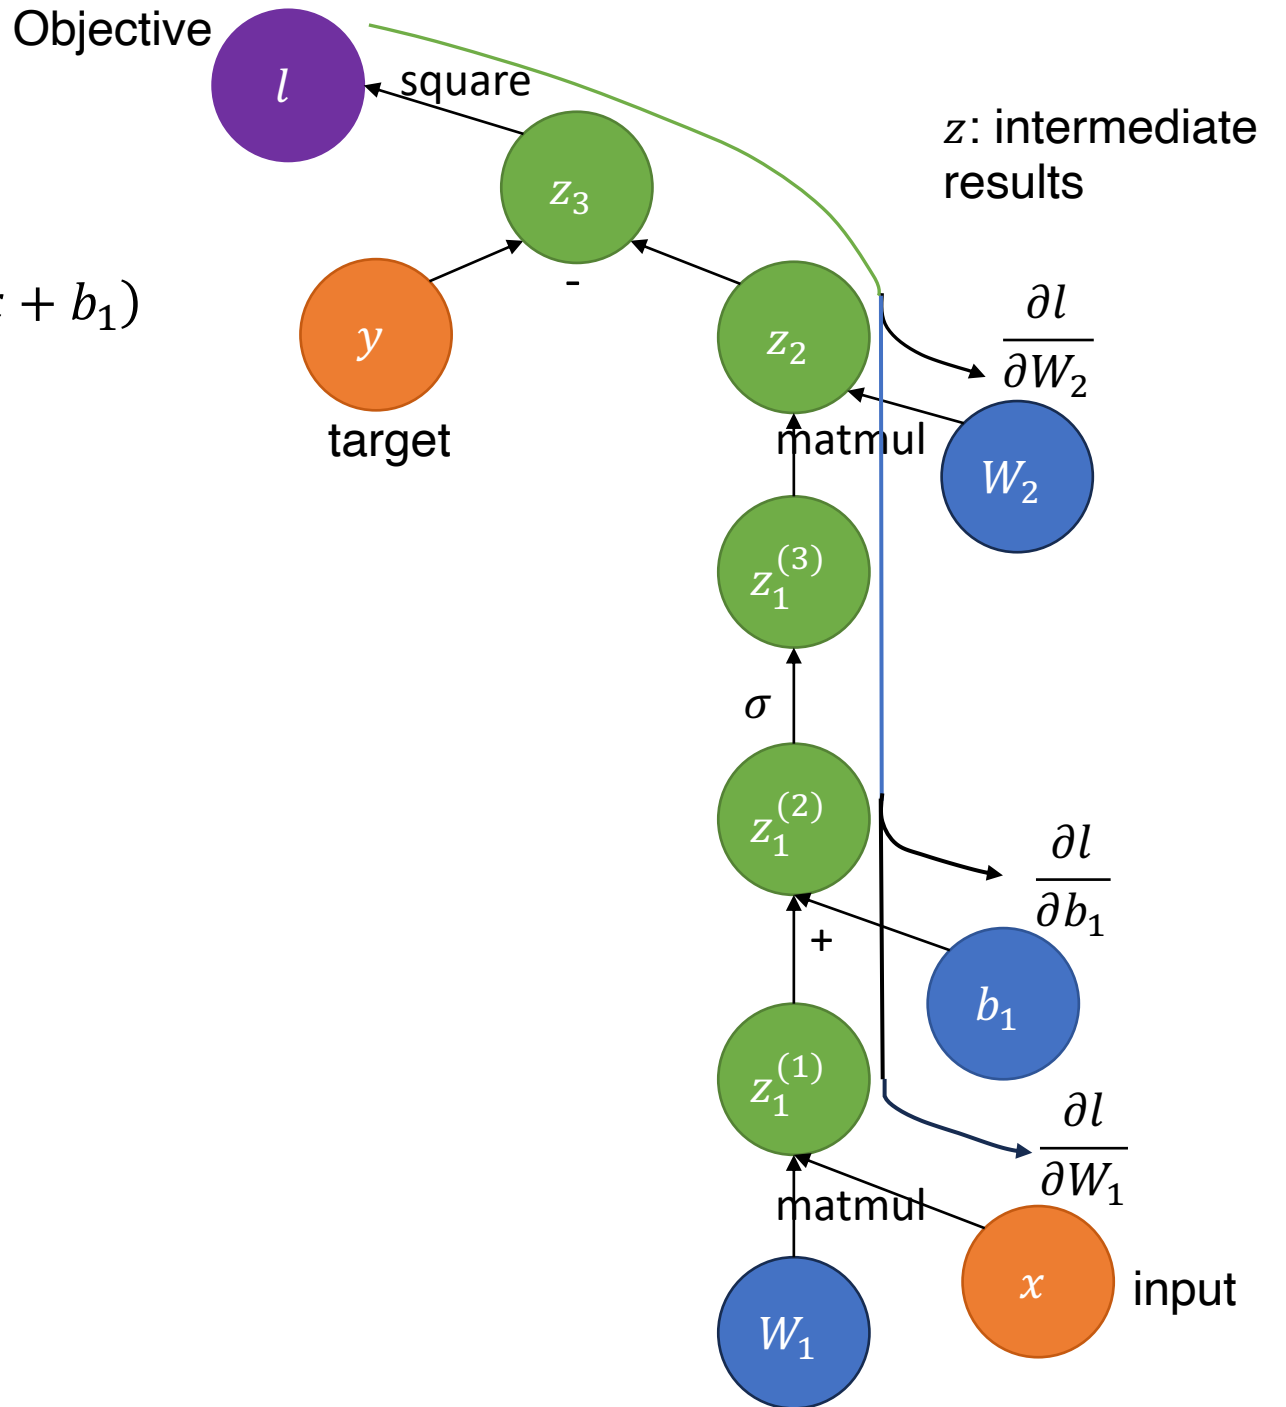 Objective
l
square
z: intermediate
results
z₃
-
+ b₁)
y
target
z₂
∂l
∂W₂
matmul
W₂
z₁⁽³⁾
σ
z₁⁽²⁾
∂l
∂b₁
+
b₁
z₁⁽¹⁾
∂l
∂W₁
matmul
x
input
W₁